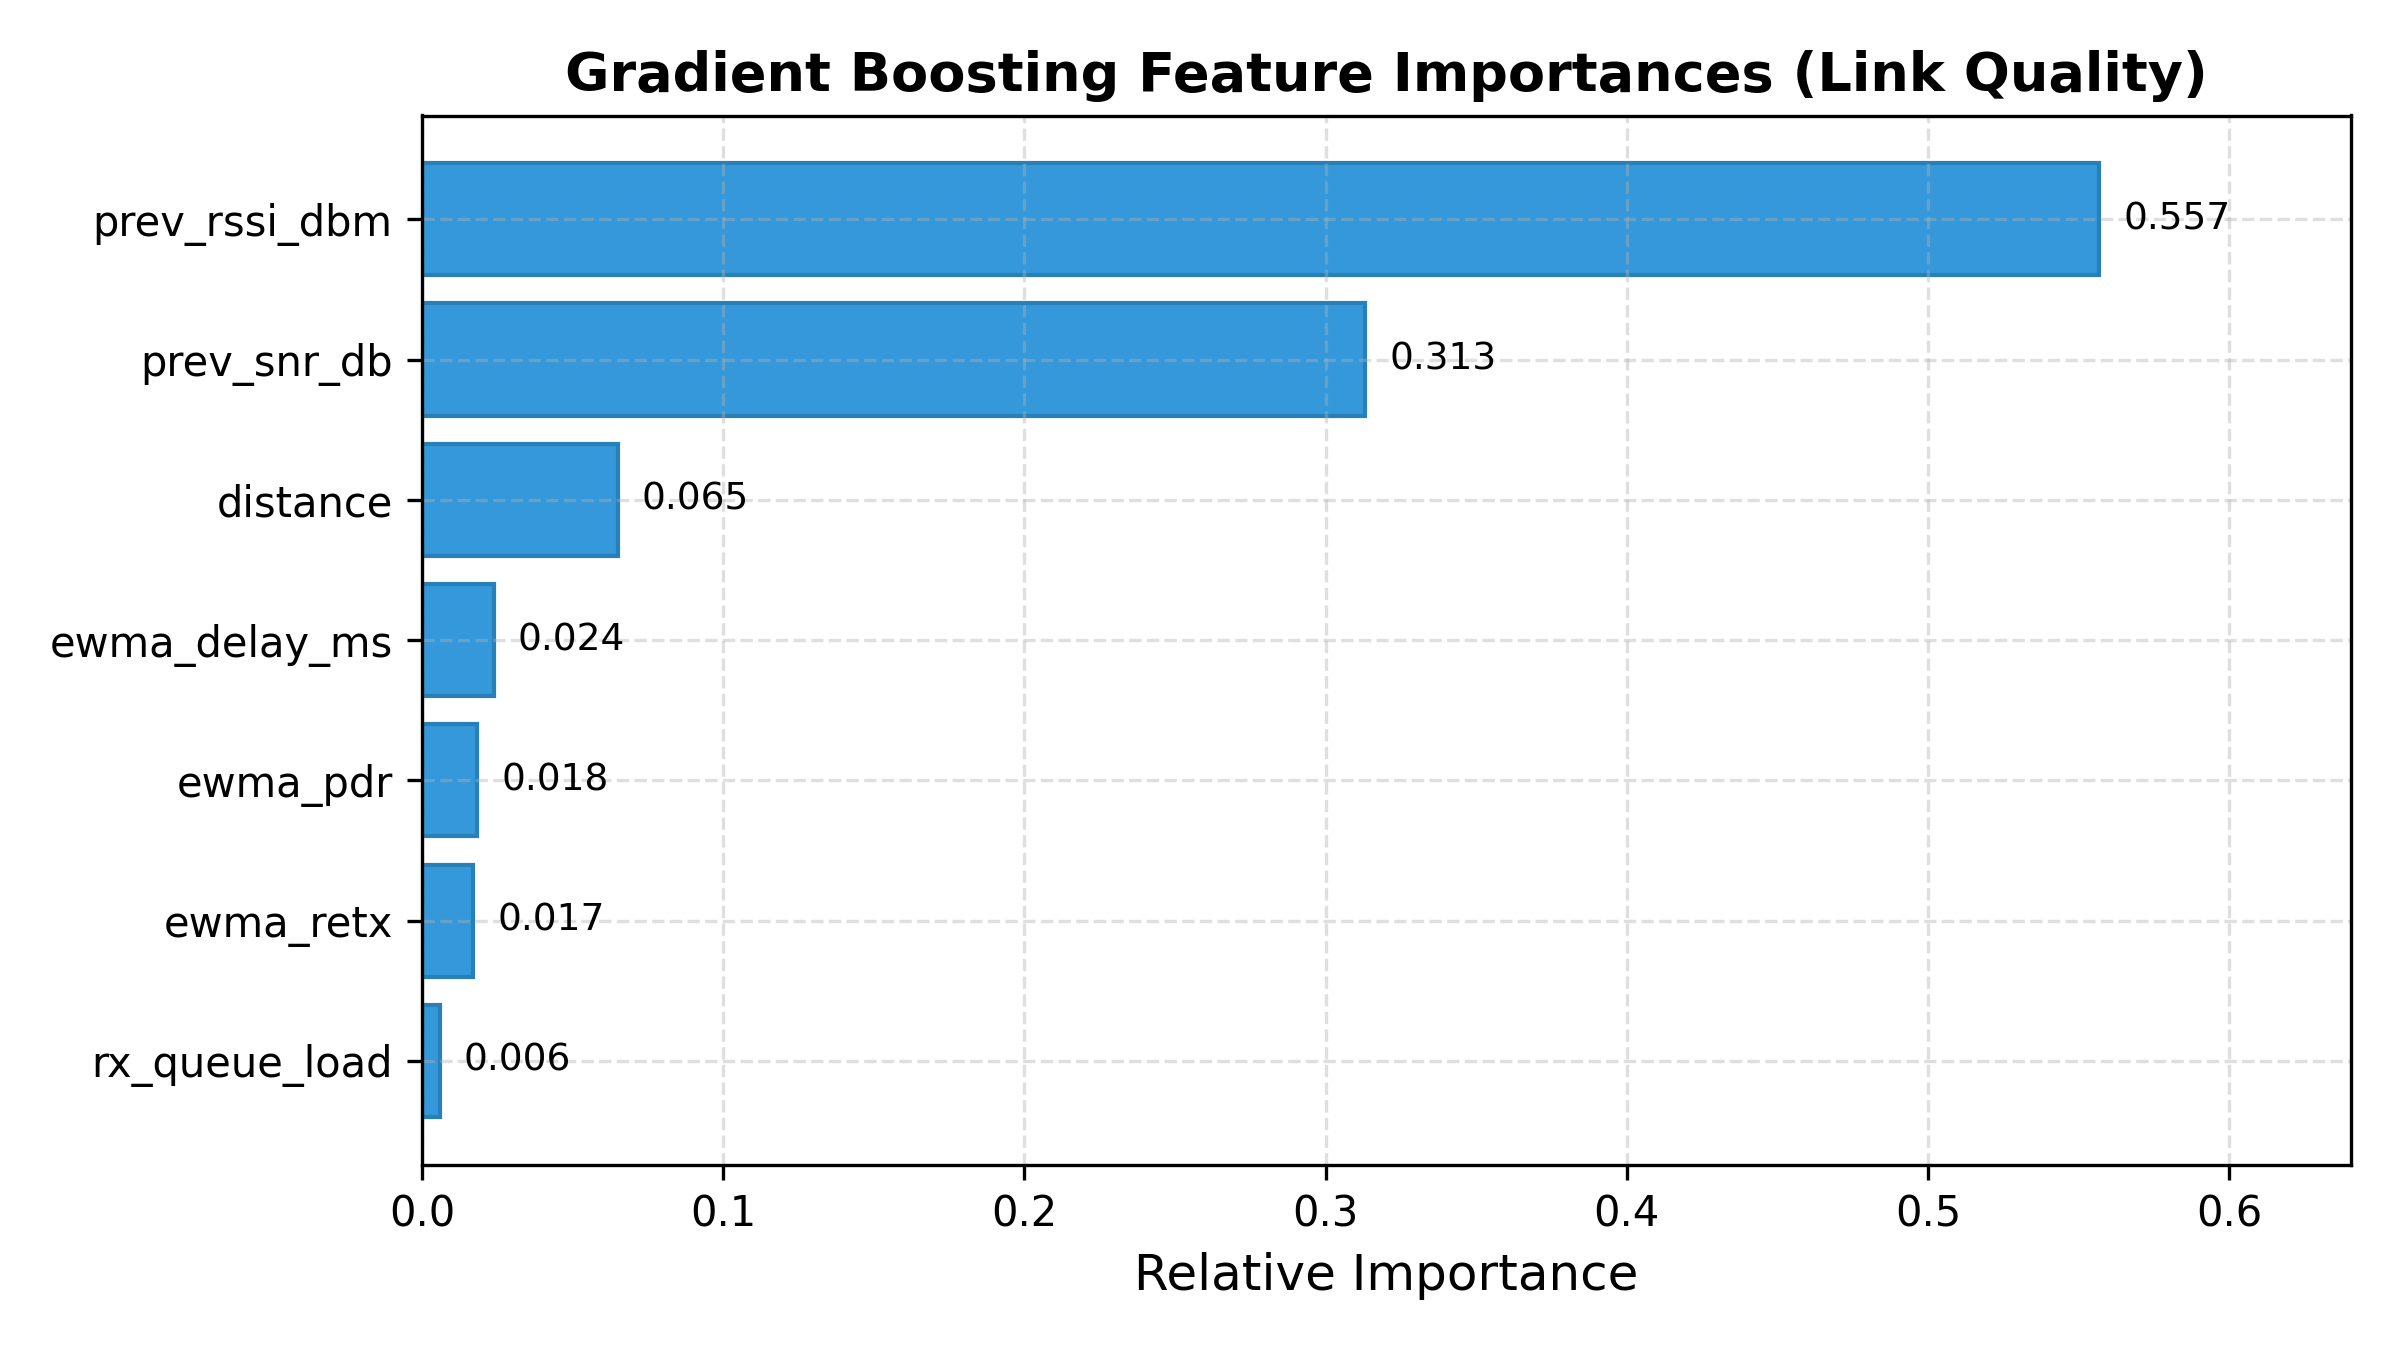 Gradient Boosting Feature Importances (Link Quality)
prev_rssi_dbm 0.557
prev_snr_db 0.313
distance 0.065
ewma_delay_ms 0.024
ewma_pdr 0.018
ewma_retx 0.017
rx_queue_load 0.006
0.0 0.1 0.2 0.3 0.4 0.5 0.6
Relative Importance